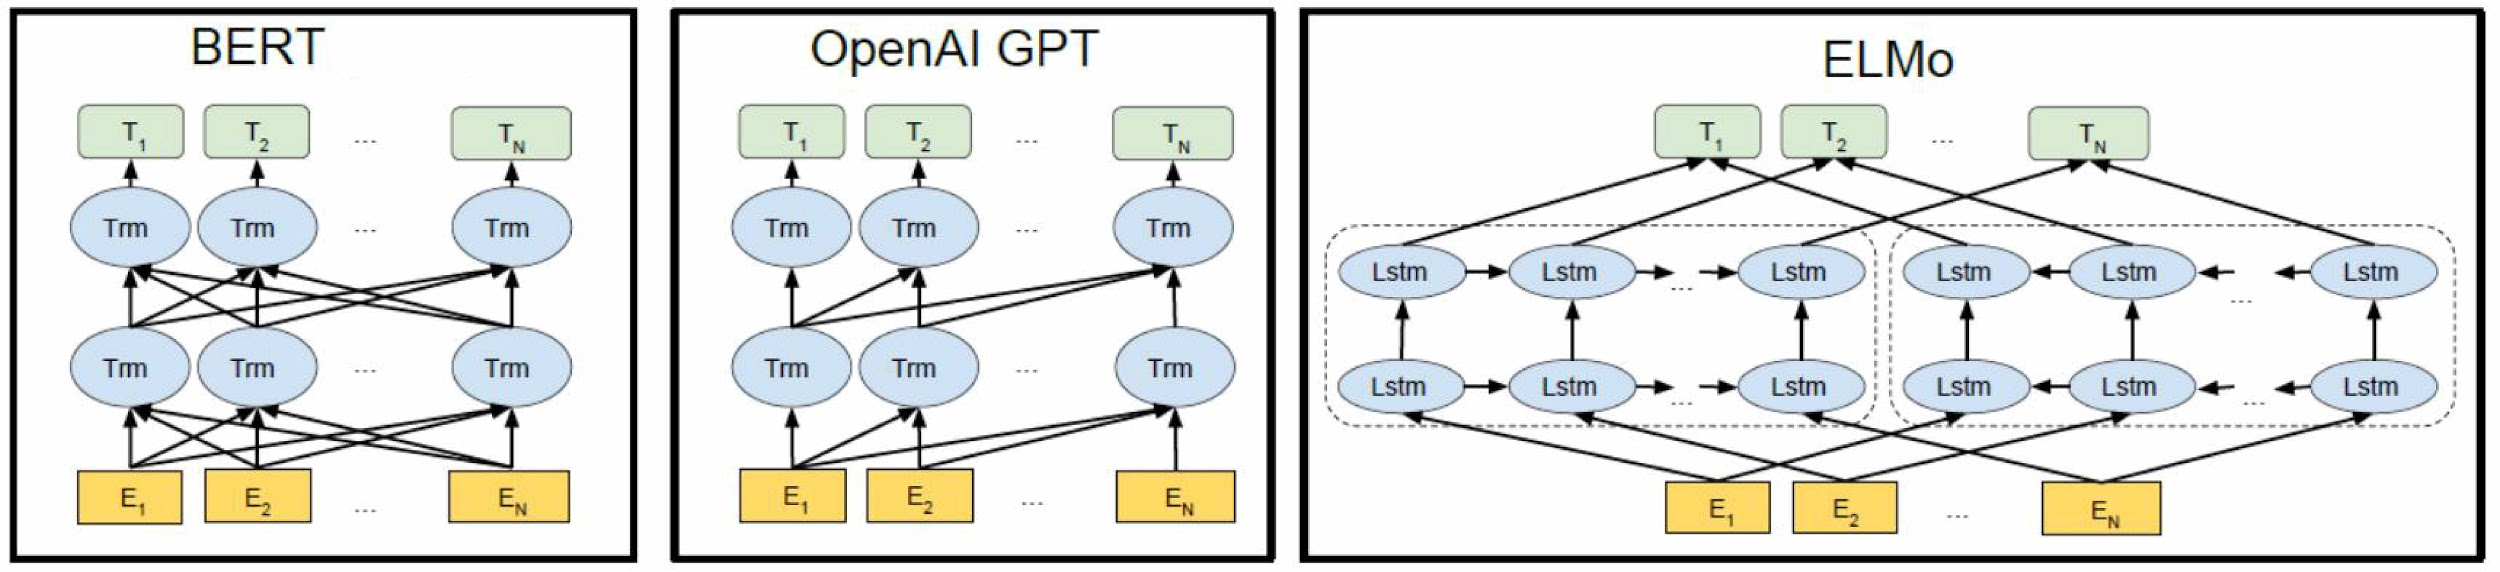 BERT
T1 T2 ... TN
Trm Trm ... Trm
Trm Trm ... Trm
E1 E2 ... EN
OpenAI GPT
T1 T2 ... TN
Trm Trm ... Trm
Trm Trm ... Trm
E1 E2 ... EN
ELMo
T1 T2 ... TN
Lstm Lstm ... Lstm Lstm Lstm ... Lstm
Lstm Lstm ... Lstm Lstm Lstm ... Lstm
E1 E2 ... EN